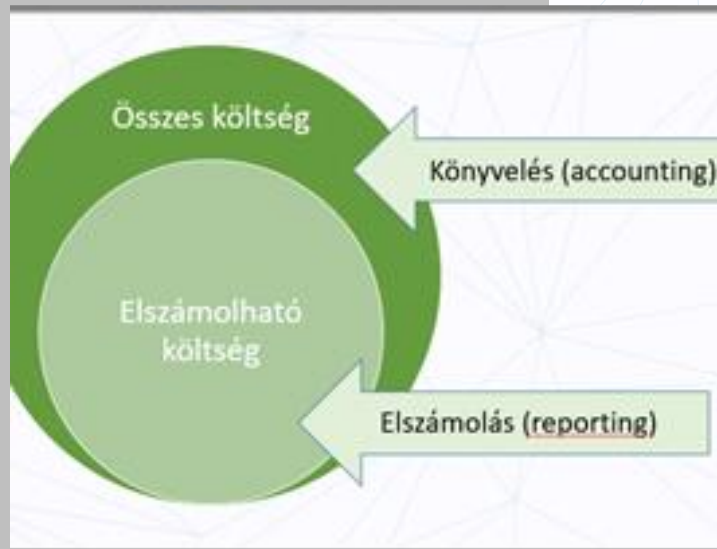 Összes költség
Könyvelés (accounting)
Elszámolható
költség
Elszámolás (reporting)